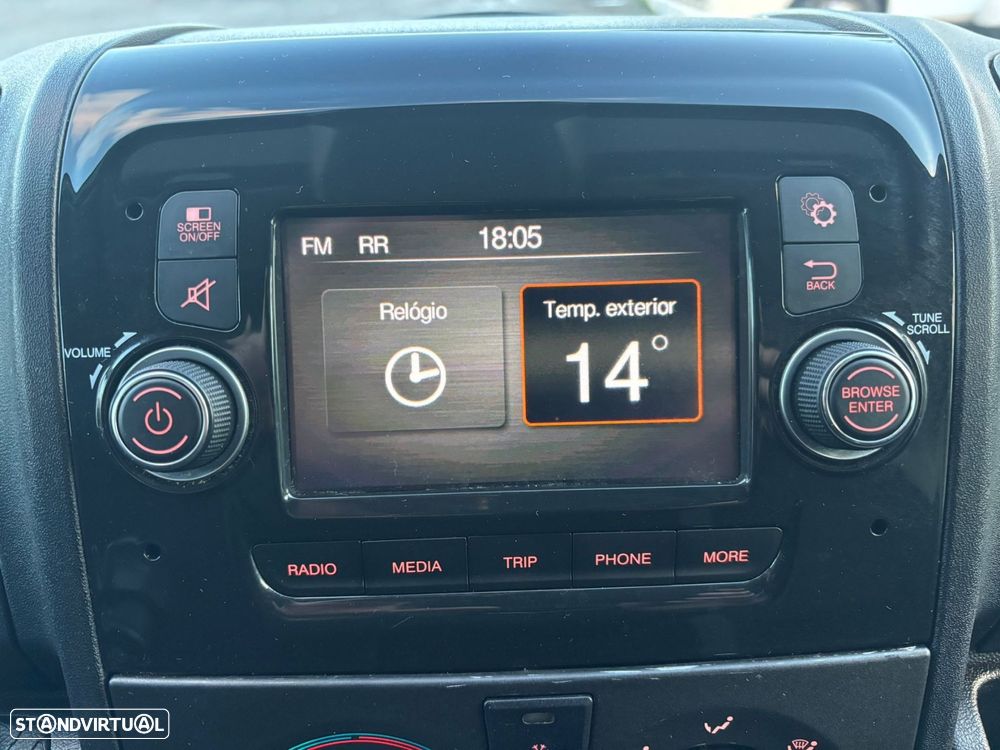 SCREEN
ON/OFF
FM RR 18:05
BACK
VOLUME
TUNE
SCROLL
Relógio
Temp. exterior
14°
BROWSE
ENTER
RADIO MEDIA TRIP PHONE MORE
STANDVIRTUAL